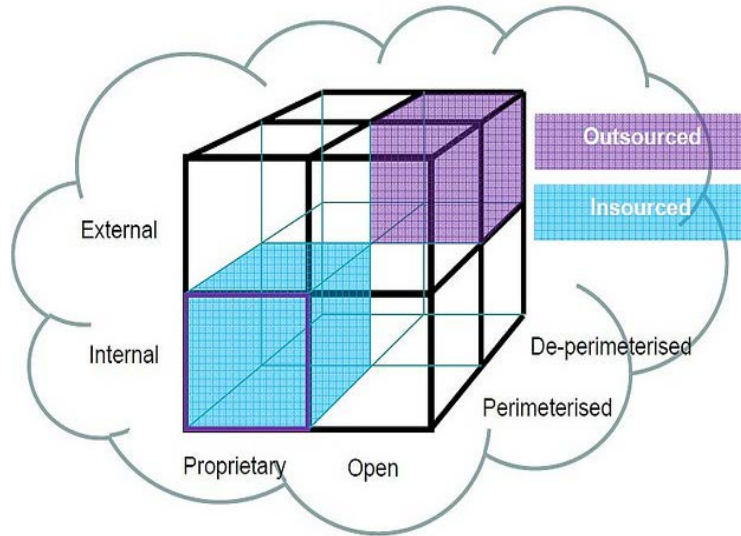 Outsourced
Insourced
External
Internal
De-perimeterised
Perimeterised
Proprietary
Open